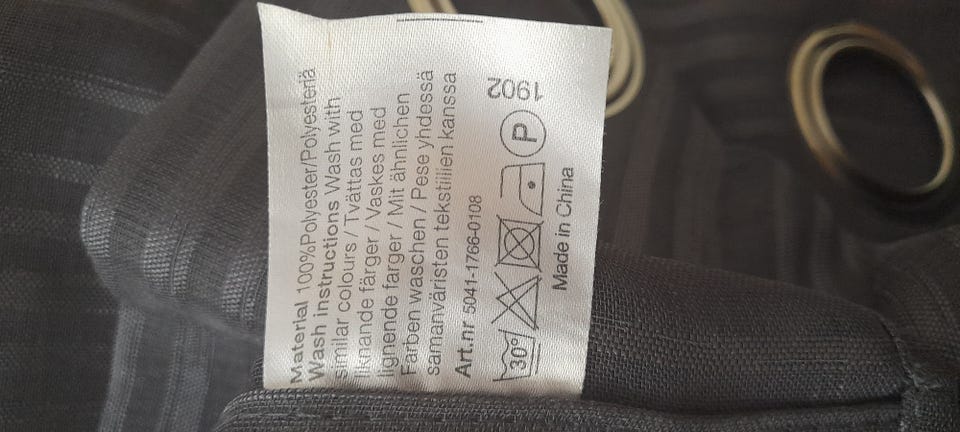 Material 100%Polyester/Polyesteriä
Wash instructions Wash with
similar colours / Tvättas med
liknande färger / Vaskes med
lignende farger / Mit ähnlichen
Farben waschen / Pese yhdessä
samanväristen tekstiilien kanssa
Art.nr 5041-1766-0108
30° P
Made in China
1902